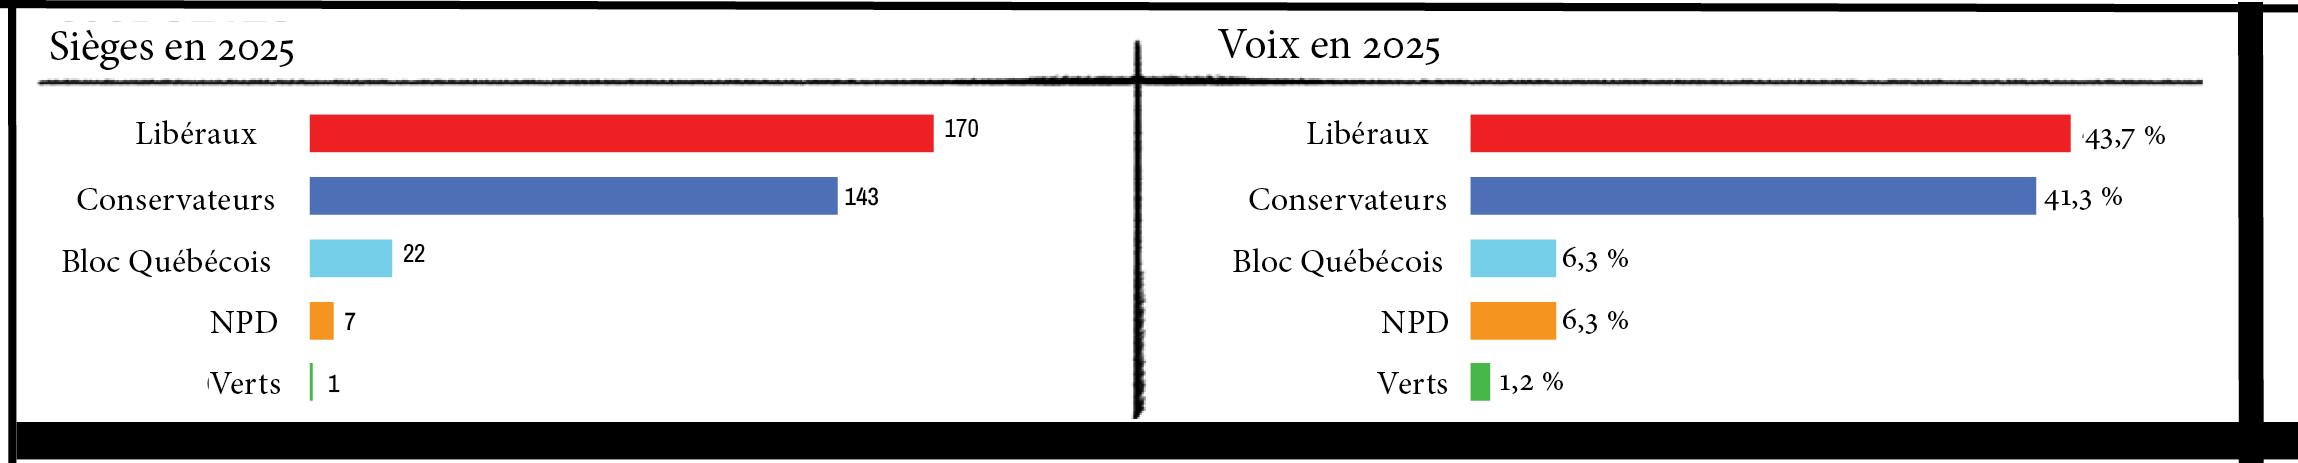 Sièges en 2025
Libéraux 170
Conservateurs 143
Bloc Québécois 22
NPD 7
Verts 1
Voix en 2025
Libéraux 43,7 %
Conservateurs 41,3 %
Bloc Québécois 6,3 %
NPD 6,3 %
Verts 1,2 %